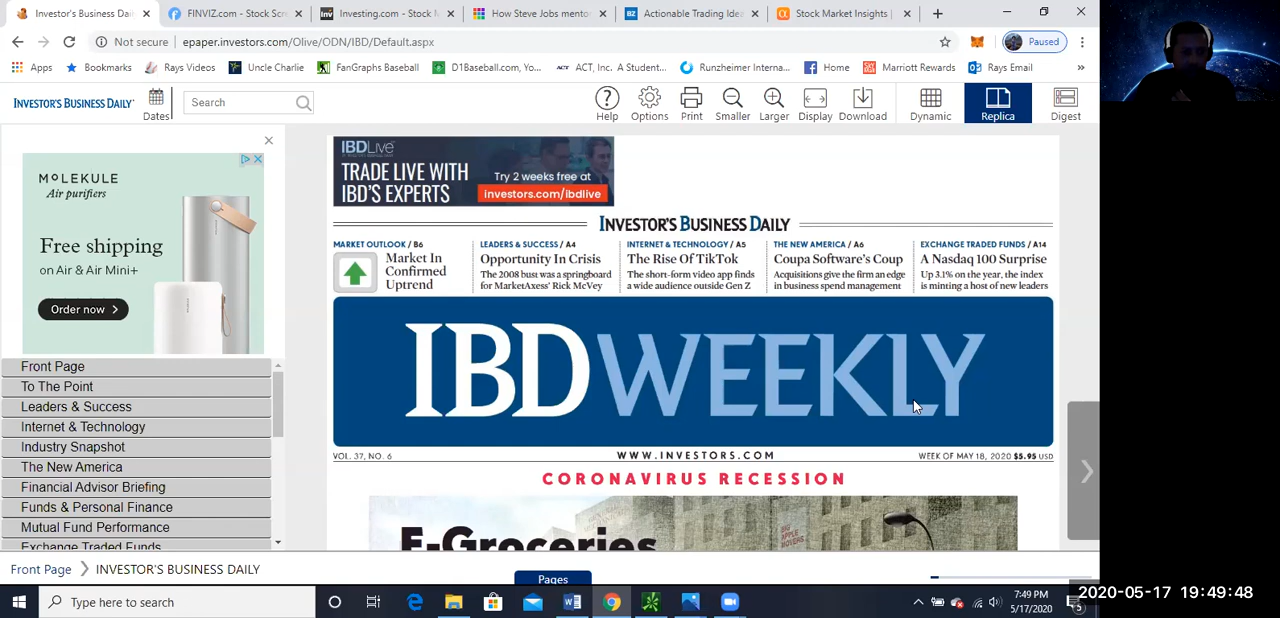 Investor's Business Dail
FINVIZ.com - Stock Scre
Investing.com - Stock M
How Steve Jobs mento
Actionable Trading Idea
Stock Market Insights |
Not secure | epaper.investors.com/Olive/ODN/IBD/Default.aspx
Paused
Apps
Bookmarks
Rays Videos
Uncle Charlie
FanGraphs Baseball
D1Baseball.com, Yo...
ACT, Inc. A Student...
Runzheimer Interna...
Home
Marriott Rewards
Rays Email
»
INVESTOR'S BUSINESS DAILY
Dates
Search
Help
Options
Print
Smaller
Larger
Display
Download
Dynamic
Replica
Digest
MOLEKULE
Air purifiers
Free shipping
on Air & Air Mini+
Order now >
Front Page
To The Point
Leaders & Success
Internet & Technology
Industry Snapshot
The New America
Financial Advisor Briefing
Funds & Personal Finance
Mutual Fund Performance
Exchange Traded Funds
IBDLive
TRADE LIVE WITH
IBD'S EXPERTS
Try 2 weeks free at
investors.com/ibdlive
INVESTOR'S BUSINESS DAILY
MARKET OUTLOOK / B6
Market In
Confirmed
Uptrend
LEADERS & SUCCESS / A4
Opportunity In Crisis
The 2008 bust was a springboard
for MarketAxess' Rick McVey
INTERNET & TECHNOLOGY / A5
The Rise Of TikTok
The short-form video app finds
a wide audience outside Gen Z
THE NEW AMERICA / A6
Coupa Software's Coup
Acquisitions give the firm an edge
in business spend management
EXCHANGE TRADED FUNDS / A14
A Nasdaq 100 Surprise
Up 3.1% on the year, the index
is minting a host of new leaders
IBD WEEKLY
VOL. 37, NO. 6
WWW.INVESTORS.COM
WEEK OF MAY 18, 2020 $5.95 USD
CORONAVIRUS RECESSION
E-Groceries
BIG
APPLE
MOVERS
Front Page
INVESTOR'S BUSINESS DAILY
Pages
Type here to search
7:49 PM
5/17/2020
5
2020-05-17 19:49:48